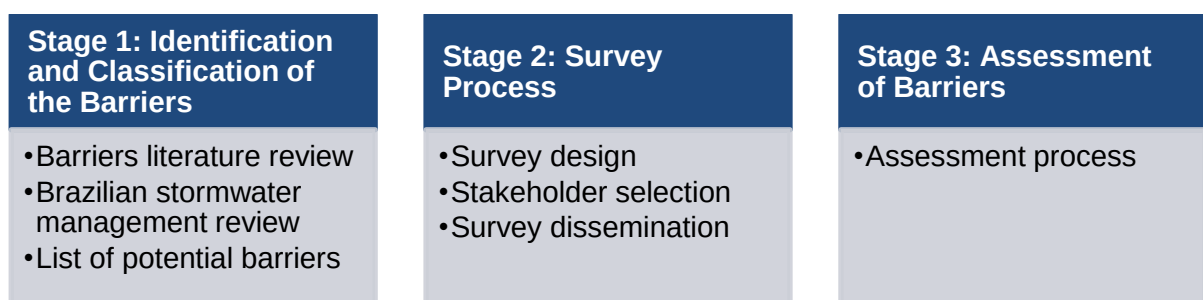 Stage 1: Identification
and Classification of
the Barriers
•Barriers literature review
•Brazilian stormwater
management review
•List of potential barriers
Stage 2: Survey
Process
•Survey design
•Stakeholder selection
•Survey dissemination
Stage 3: Assessment
of Barriers
•Assessment process